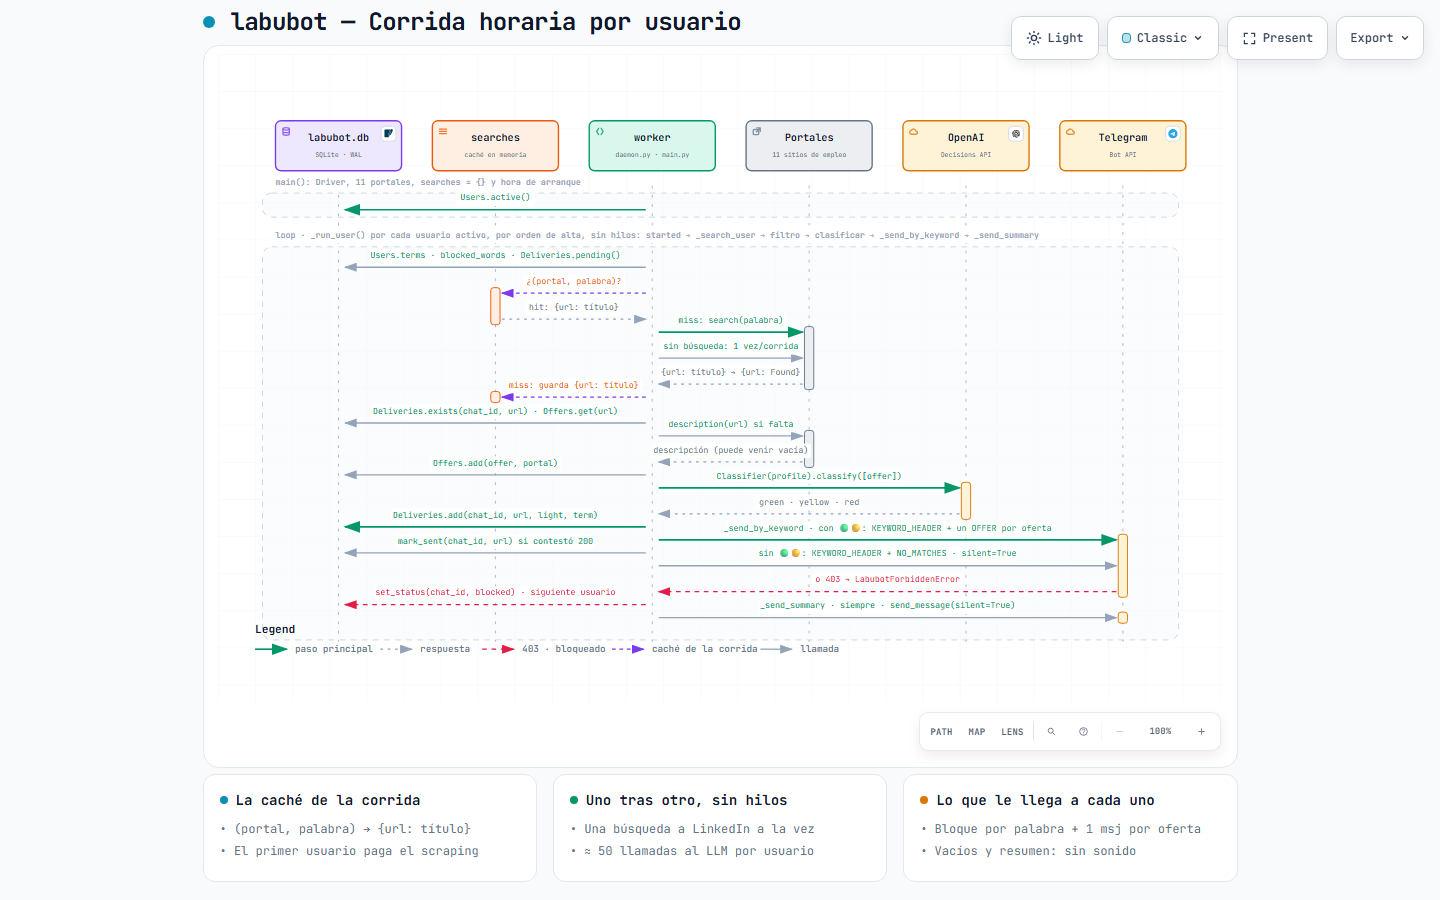 labubot — Corrida horaria por usuario
Light
Classic
Present
Export
labubot.db
SQLite · WAL
searches
caché en memoria
worker
daemon.py · main.py
Portales
11 sitios de empleo
OpenAI
Decisions API
Telegram
Bot API
main(): Driver, 11 portales, searches = {} y hora de arranque
Users.active()
loop · _run_user() por cada usuario activo, por orden de alta, sin hilos: started → _search_user → filtro → clasificar → _send_by_keyword → _send_summary
Users.terms · blocked_words · Deliveries.pending()
¿(portal, palabra)?
hit: {url: título}
miss: search(palabra)
sin búsqueda: 1 vez/corrida
{url: título} → {url: Found}
miss: guarda {url: título}
Deliveries.exists(chat_id, url) · Offers.get(url)
description(url) si falta
descripción (puede venir vacía)
Offers.add(offer, portal)
Classifier(profile).classify([offer])
green · yellow · red
Deliveries.add(chat_id, url, light, term)
_send_by_keyword · con 🟢🟡: KEYWORD_HEADER + un OFFER por oferta
mark_sent(chat_id, url) si contestó 200
sin 🟢🟡: KEYWORD_HEADER + NO_MATCHES · silent=True
o 403 → LabubotForbiddenError
set_status(chat_id, blocked) · siguiente usuario
_send_summary · siempre · send_message(silent=True)
Legend
paso principal
respuesta
403 · bloqueado
caché de la corrida
llamada
PATH
MAP
LENS
100%
La caché de la corrida
• (portal, palabra) → {url: título}
• El primer usuario paga el scraping
Uno tras otro, sin hilos
• Una búsqueda a LinkedIn a la vez
• ≈ 50 llamadas al LLM por usuario
Lo que le llega a cada uno
• Bloque por palabra + 1 msj por oferta
• Vacíos y resumen: sin sonido